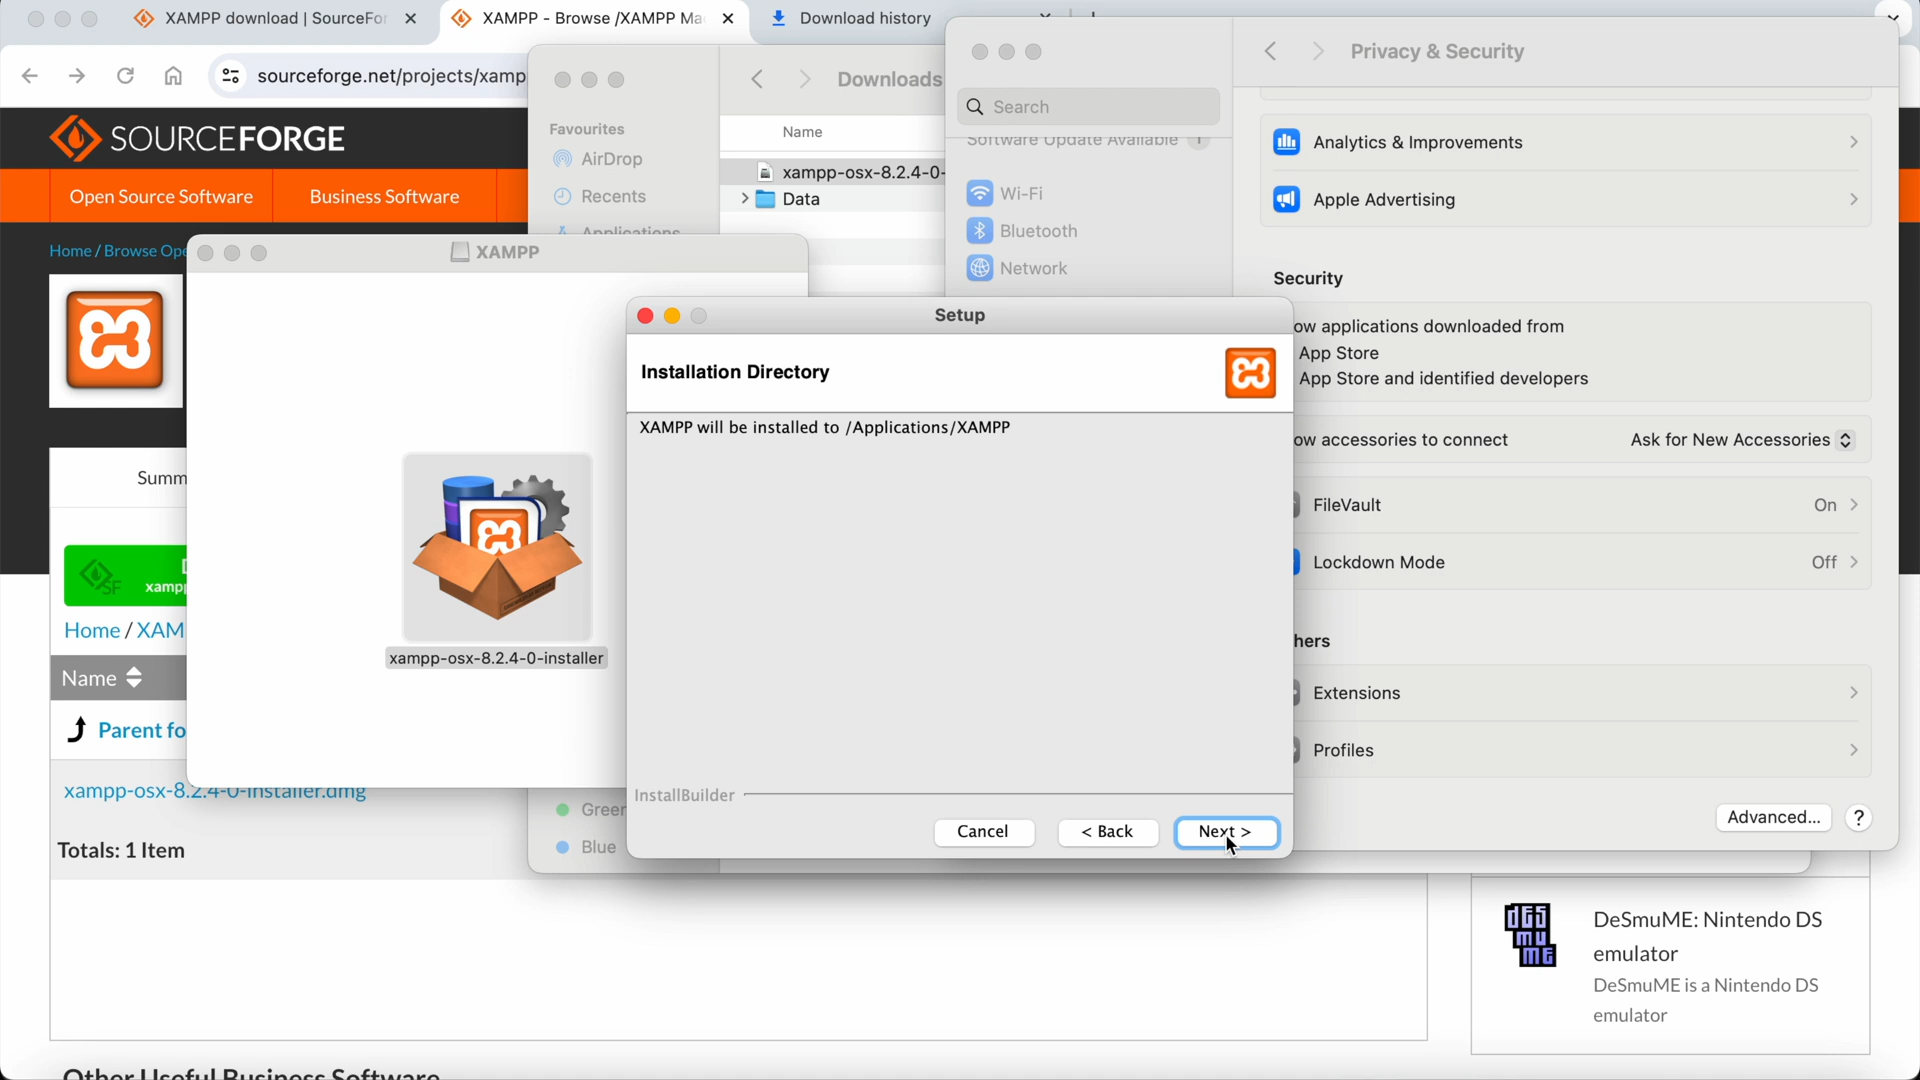 XAMPP download | SourceFor
XAMPP - Browse /XAMPP Ma
Download history
sourceforge.net/projects/xamp
SOURCEFORGE
Open Source Software
Business Software
Home / Browse Ope
Summ
xamp
Home / XAM
Name
Parent fo
xampp-osx-8.2.4-0-installer.dmg
Totals: 1 Item
Other Useful Business Software
DeSmuME: Nintendo DS
emulator
DeSmuME is a Nintendo DS
emulator
Favourites
AirDrop
Recents
Applications
Green
Blue
Downloads
Name
xampp-osx-8.2.4-0-
Data
XAMPP
xampp-osx-8.2.4-0-installer
Search
Software Update Available
Wi-Fi
Bluetooth
Network
Privacy & Security
Analytics & Improvements
Apple Advertising
Security
ow applications downloaded from
App Store
App Store and identified developers
ow accessories to connect
Ask for New Accessories
FileVault
On
Lockdown Mode
Off
hers
Extensions
Profiles
Advanced...
?
Setup
Installation Directory
XAMPP will be installed to /Applications/XAMPP
InstallBuilder
Cancel
< Back
Next >